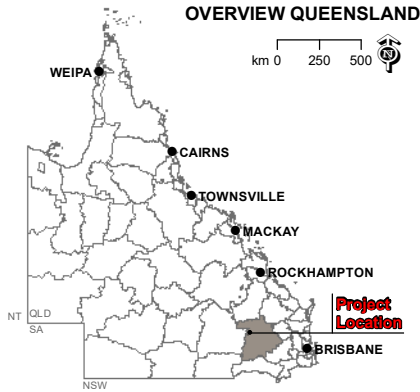 OVERVIEW QUEENSLAND
km 0 250 500
WEIPA
CAIRNS
TOWNSVILLE
MACKAY
ROCKHAMPTON
Project
Location
NT QLD
SA
BRISBANE
NSW